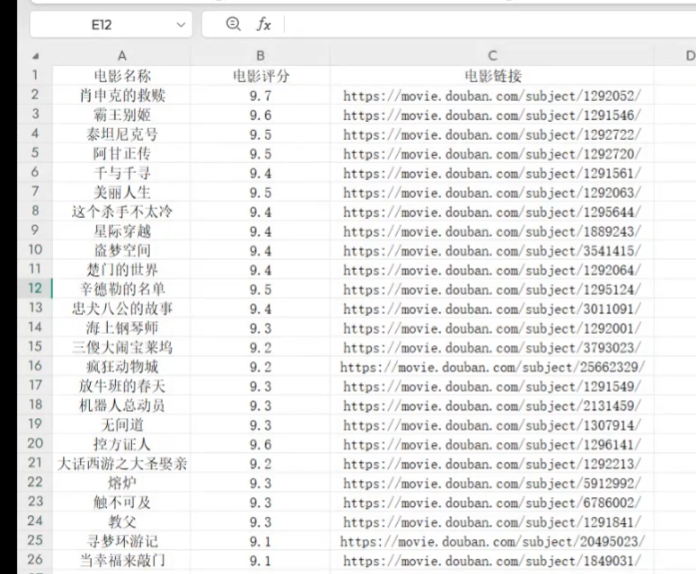 E12 fx
A B C D
1 电影名称 电影评分 电影链接
2 肖申克的救赎 9.7 https://movie.douban.com/subject/1292052/
3 霸王别姬 9.6 https://movie.douban.com/subject/1291546/
4 泰坦尼克号 9.5 https://movie.douban.com/subject/1292722/
5 阿甘正传 9.5 https://movie.douban.com/subject/1292720/
6 千与千寻 9.4 https://movie.douban.com/subject/1291561/
7 美丽人生 9.5 https://movie.douban.com/subject/1292063/
8 这个杀手不太冷 9.4 https://movie.douban.com/subject/1295644/
9 星际穿越 9.4 https://movie.douban.com/subject/1889243/
10 盗梦空间 9.4 https://movie.douban.com/subject/3541415/
11 楚门的世界 9.4 https://movie.douban.com/subject/1292064/
12 辛德勒的名单 9.5 https://movie.douban.com/subject/1295124/
13 忠犬八公的故事 9.4 https://movie.douban.com/subject/3011091/
14 海上钢琴师 9.3 https://movie.douban.com/subject/1292001/
15 三傻大闹宝莱坞 9.2 https://movie.douban.com/subject/3793023/
16 疯狂动物城 9.2 https://movie.douban.com/subject/25662329/
17 放牛班的春天 9.3 https://movie.douban.com/subject/1291549/
18 机器人总动员 9.3 https://movie.douban.com/subject/2131459/
19 无间道 9.3 https://movie.douban.com/subject/1307914/
20 控方证人 9.6 https://movie.douban.com/subject/1296141/
21 大话西游之大圣娶亲 9.2 https://movie.douban.com/subject/1292213/
22 熔炉 9.3 https://movie.douban.com/subject/5912992/
23 触不可及 9.3 https://movie.douban.com/subject/6786002/
24 教父 9.3 https://movie.douban.com/subject/1291841/
25 寻梦环游记 9.1 https://movie.douban.com/subject/20495023/
26 当幸福来敲门 9.1 https://movie.douban.com/subject/1849031/